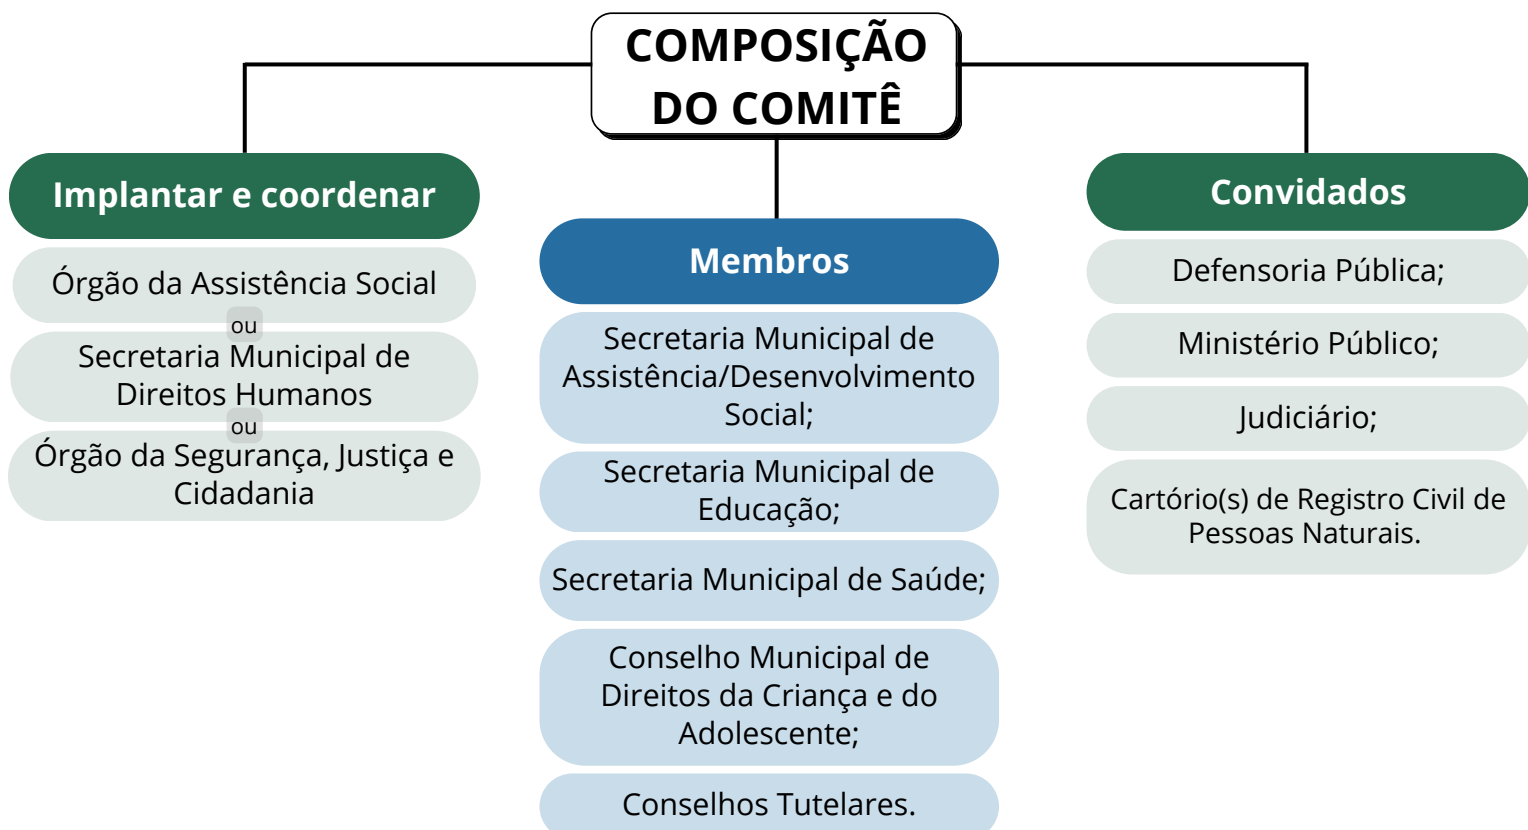 COMPOSIÇÃO
DO COMITÊ
Implantar e coordenar
Órgão da Assistência Social
ou
Secretaria Municipal de
Direitos Humanos
ou
Órgão da Segurança, Justiça e
Cidadania
Membros
Secretaria Municipal de
Assistência/Desenvolvimento
Social;
Secretaria Municipal de
Educação;
Secretaria Municipal de Saúde;
Conselho Municipal de
Direitos da Criança e do
Adolescente;
Conselhos Tutelares.
Convidados
Defensoria Pública;
Ministério Público;
Judiciário;
Cartório(s) de Registro Civil de
Pessoas Naturais.